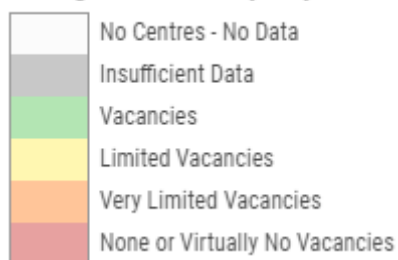 No Centres - No Data
Insufficient Data
Vacancies
Limited Vacancies
Very Limited Vacancies
None or Virtually No Vacancies